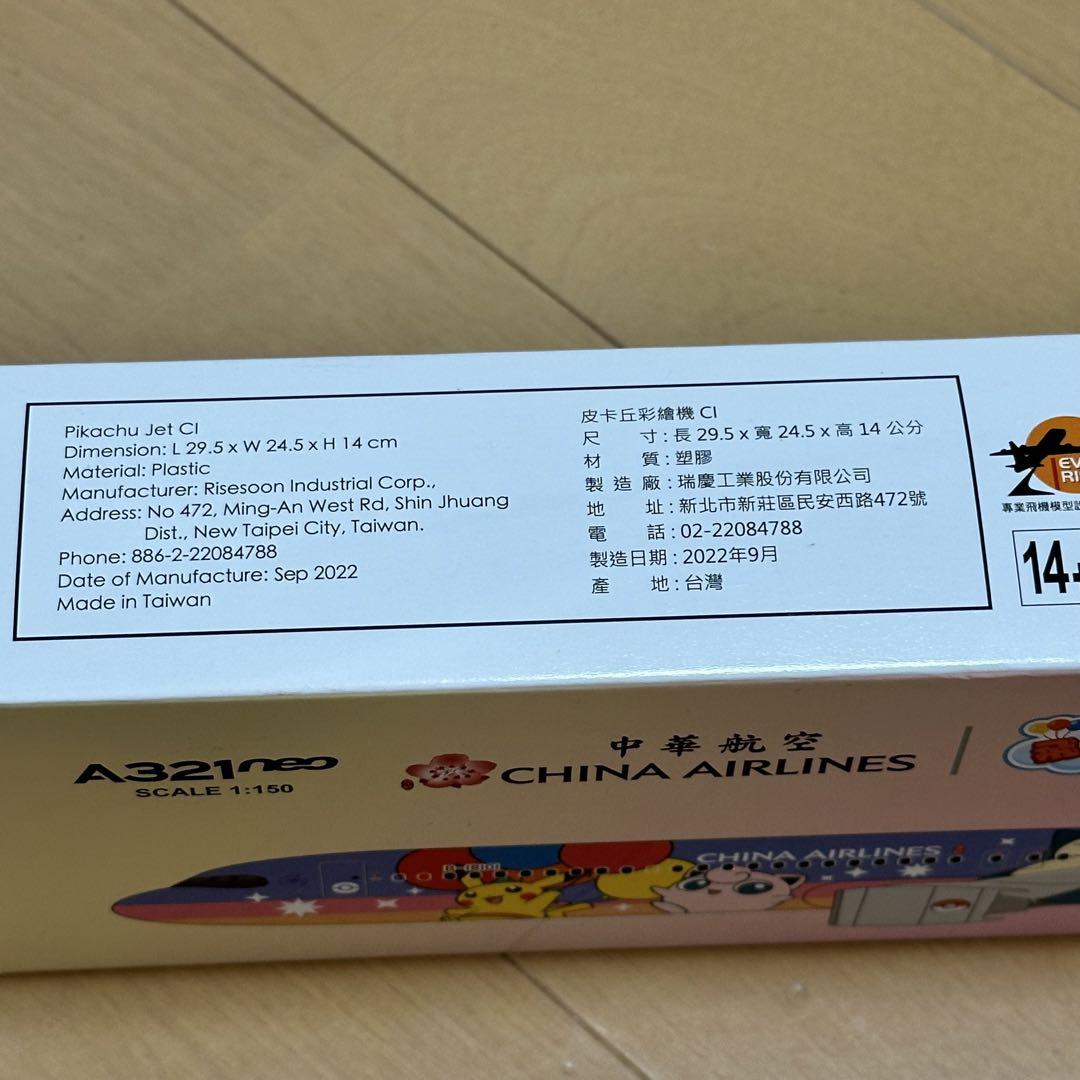 Pikachu Jet CI
Dimension: L 29.5 x W 24.5 x H 14 cm
Material: Plastic
Manufacturer: Risesoon Industrial Corp.,
Address: No 472, Ming-An West Rd, Shin Jhuang
Dist., New Taipei City, Taiwan.
Phone: 886-2-22084788
Date of Manufacture: Sep 2022
Made in Taiwan
皮卡丘彩繪機 CI
尺寸:長 29.5 x 寬 24.5 x 高 14 公分
材質:塑膠
製造廠:瑞慶工業股份有限公司
地址:新北市新莊區民安西路472號
電話:02-22084788
製造日期:2022年9月
產地:台灣
EV
RI
專業飛機模型設
14+
A321neo
SCALE 1:150
中華航空
CHINA AIRLINES
CHINA AIRLINES
B-18101